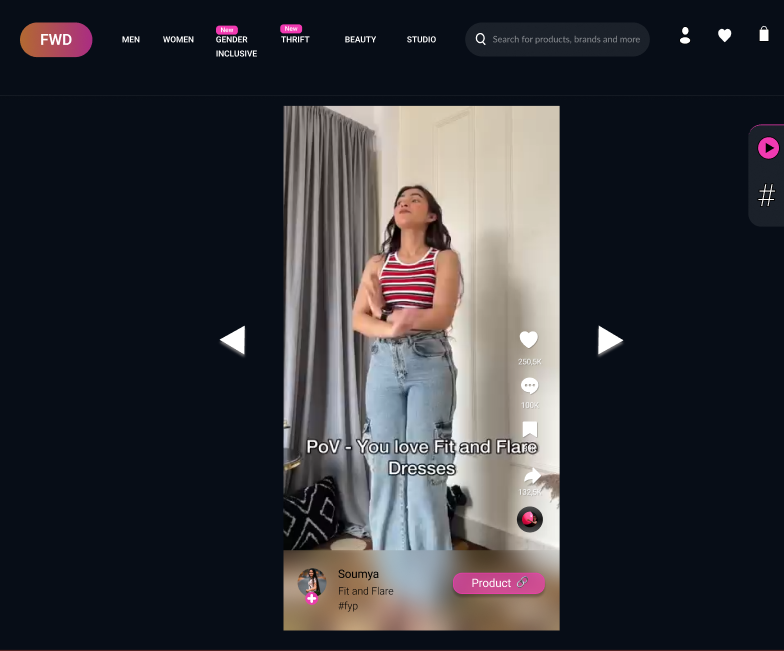 FWD
MEN
WOMEN
New
GENDER
INCLUSIVE
New
THRIFT
BEAUTY
STUDIO
Search for products, brands and more
#
250,5K
100K
PoV - You love Fit and Flare
Dresses
132,5K
Soumya
Fit and Flare
#fyp
Product